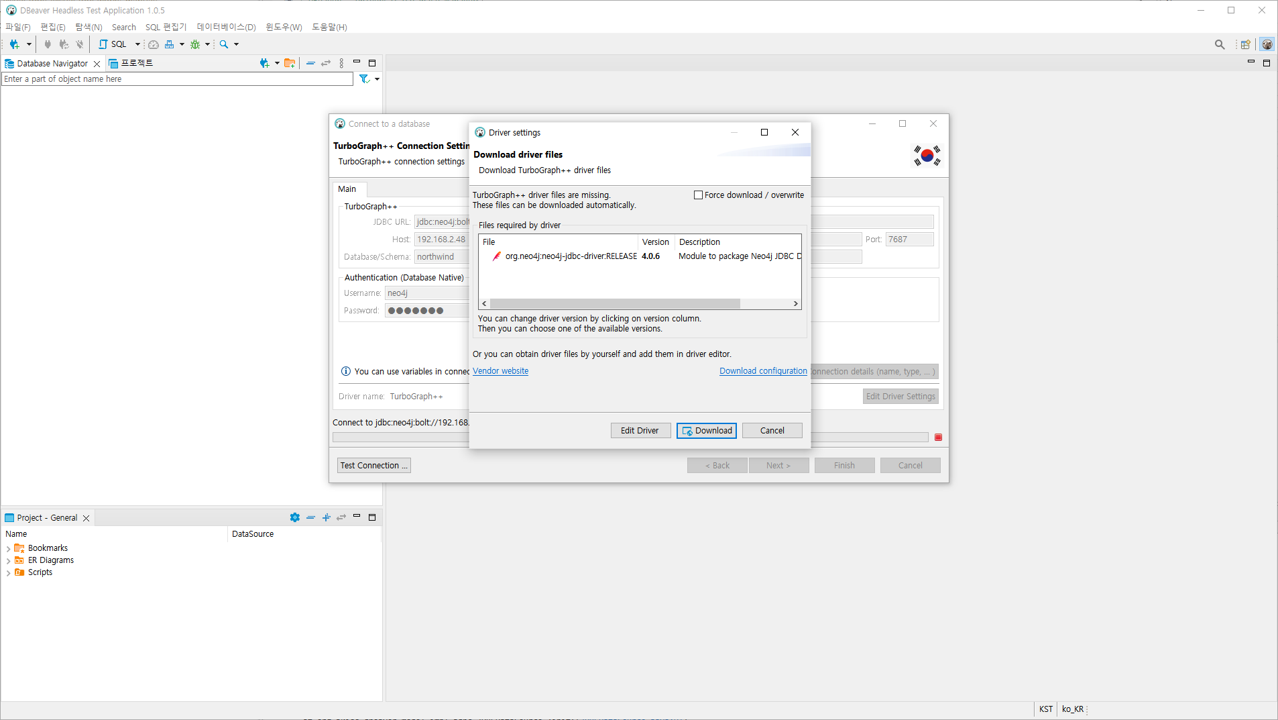 DBeaver Headless Test Application 1.0.5
파일(F) 편집(E) 탐색(N) Search SQL 편집기 데이터베이스(D) 윈도우(W) 도움말(H)
SQL
Database Navigator 프로젝트
Enter a part of object name here
Connect to a database
TurboGraph++ Connection Settin
TurboGraph++ connection settings
Main
TurboGraph++
JDBC URL: jdbc:neo4j:bolt
Host: 192.168.2.48
Port: 7687
Database/Schema: northwind
Authentication (Database Native)
Username: neo4j
Password:
You can use variables in connec
onnection details (name, type, ... )
Driver name: TurboGraph++
Edit Driver Settings
Connect to jdbc:neo4j:bolt://192.168.
Test Connection ...
< Back
Next >
Finish
Cancel
Driver settings
Download driver files
Download TurboGraph++ driver files
TurboGraph++ driver files are missing.
These files can be downloaded automatically.
Force download / overwrite
Files required by driver
File Version Description
org.neo4j:neo4j-jdbc-driver:RELEASE 4.0.6 Module to package Neo4J JDBC D
You can change driver version by clicking on version column.
Then you can choose one of the available versions.
Or you can obtain driver files by yourself and add them in driver editor.
Vendor website
Download configuration
Edit Driver
Download
Cancel
Project - General
Name DataSource
Bookmarks
ER Diagrams
Scripts
KST ko_KR